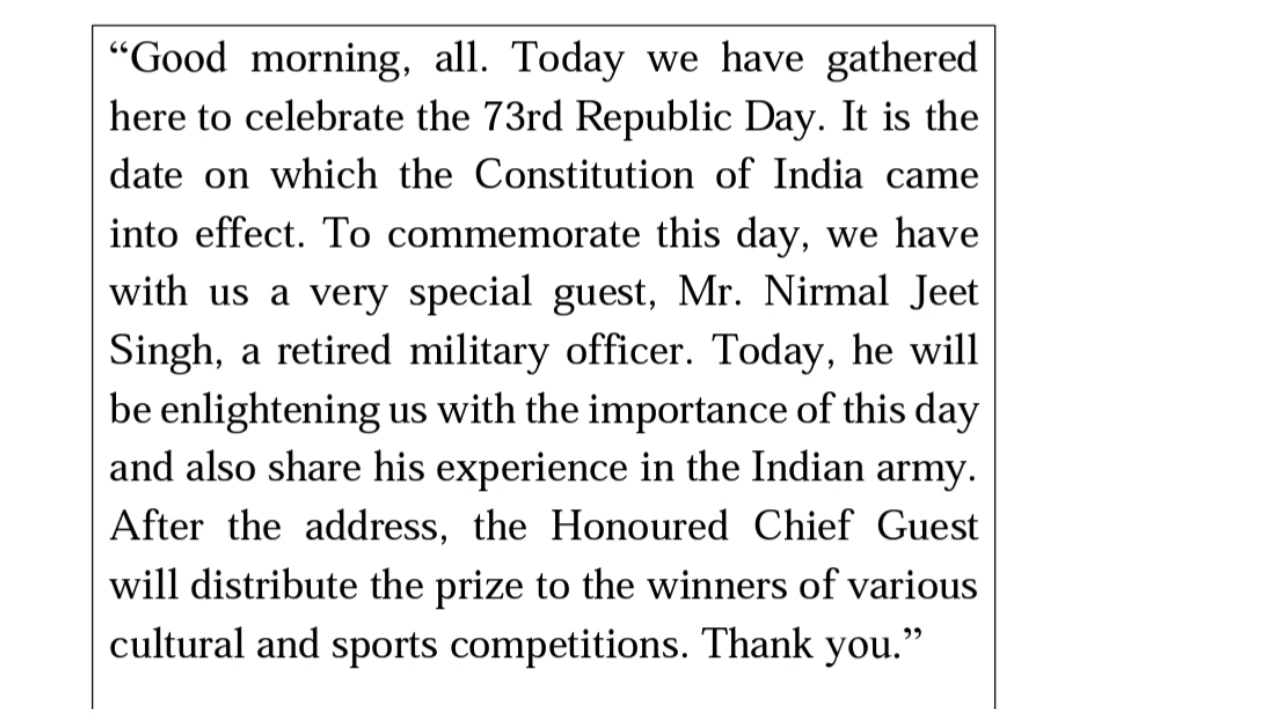 “Good morning, all. Today we have gathered
here to celebrate the 73rd Republic Day. It is the
date on which the Constitution of India came
into effect. To commemorate this day, we have
with us a very special guest, Mr. Nirmal Jeet
Singh, a retired military officer. Today, he will
be enlightening us with the importance of this day
and also share his experience in the Indian army.
After the address, the Honoured Chief Guest
will distribute the prize to the winners of various
cultural and sports competitions. Thank you.”